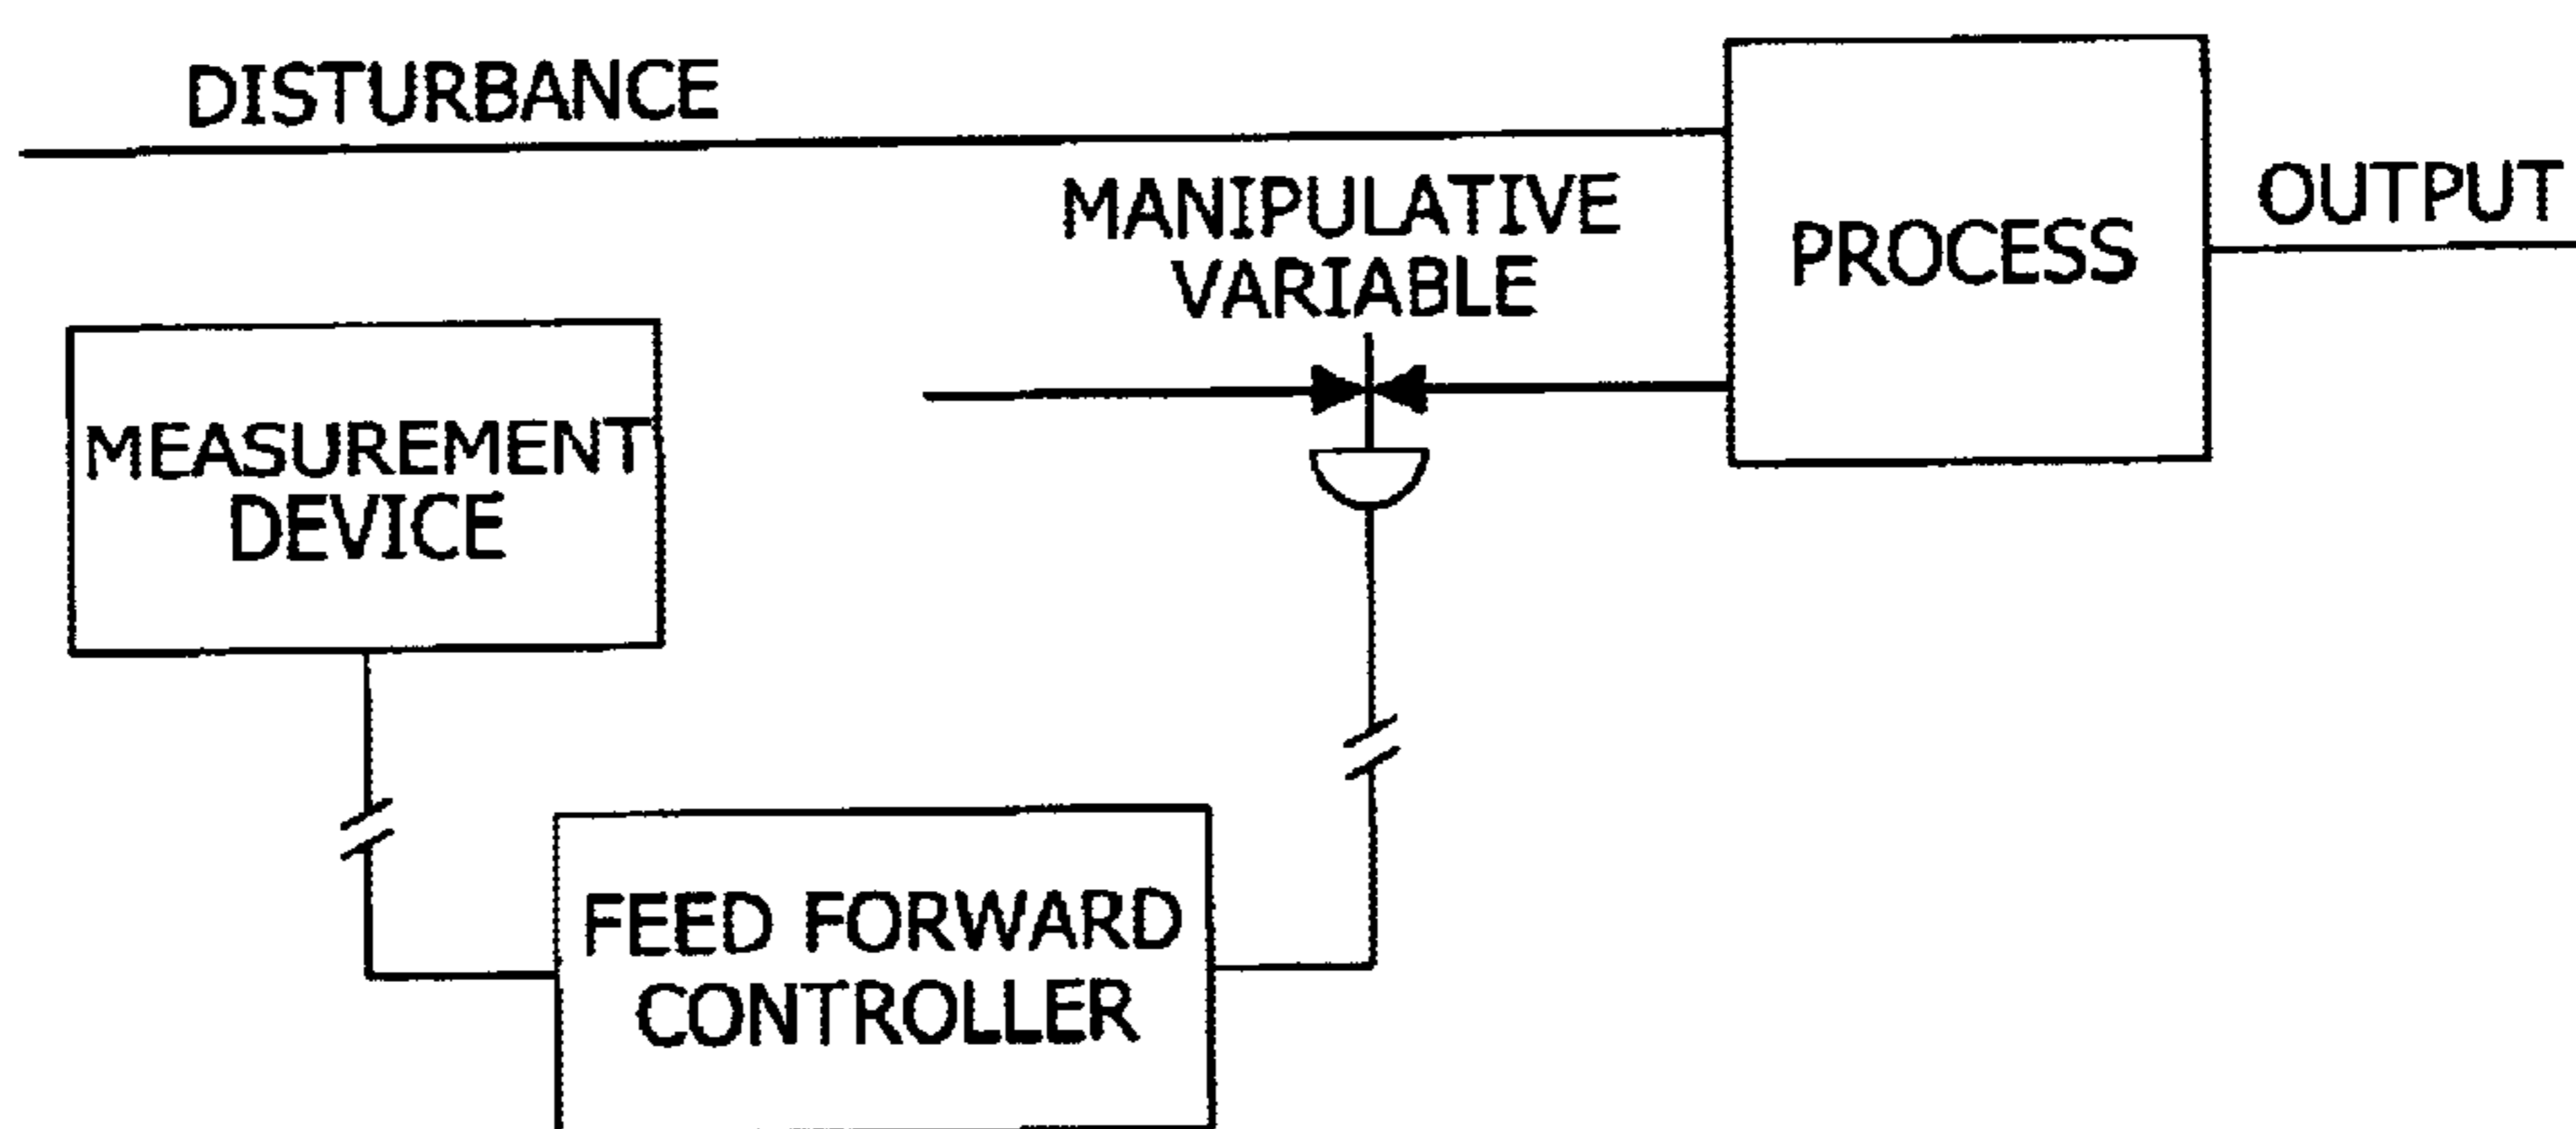 DISTURBANCE
MANIPULATIVE
VARIABLE
PROCESS
OUTPUT
MEASUREMENT
DEVICE
FEED FORWARD
CONTROLLER